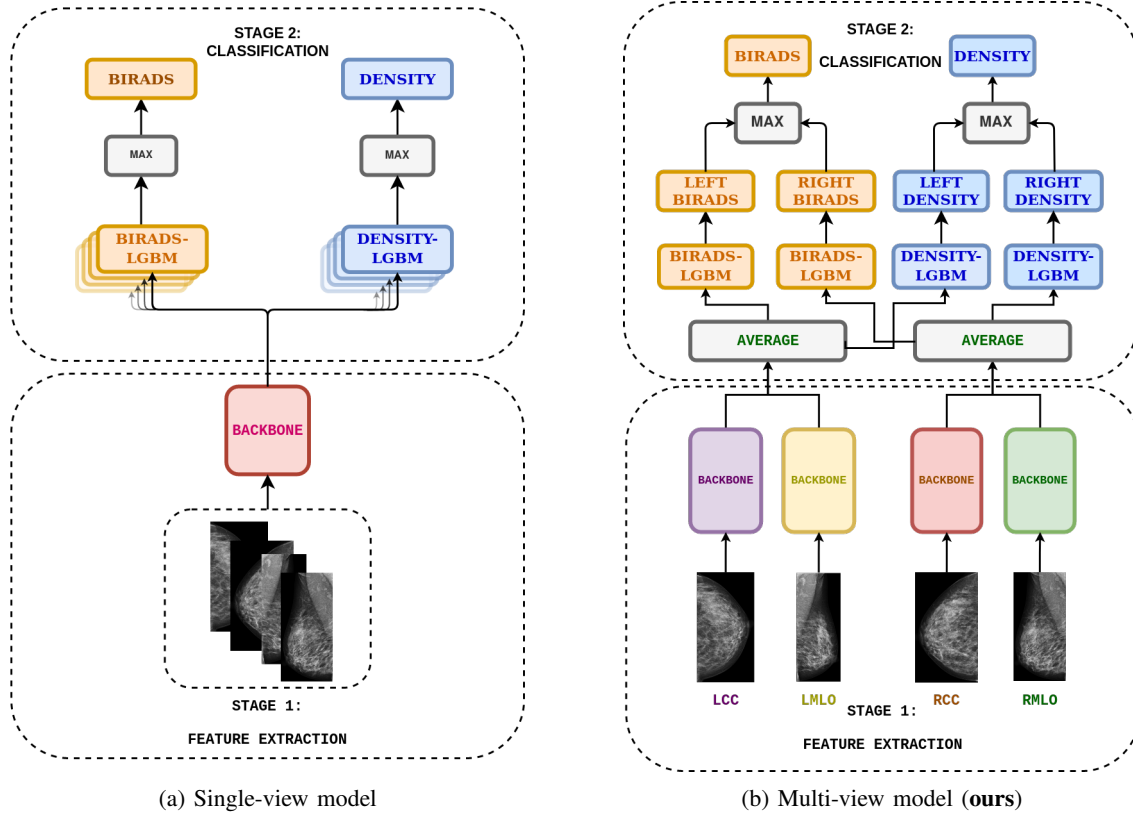 STAGE 2:
CLASSIFICATION
BIRADS
DENSITY
MAX
MAX
BIRADS-
LGBM
DENSITY-
LGBM
BACKBONE
STAGE 1:
FEATURE EXTRACTION
(a) Single-view model
STAGE 2:
CLASSIFICATION
BIRADS
DENSITY
MAX
MAX
LEFT
BIRADS
RIGHT
BIRADS
LEFT
DENSITY
RIGHT
DENSITY
BIRADS-
LGBM
BIRADS-
LGBM
DENSITY-
LGBM
DENSITY-
LGBM
AVERAGE
AVERAGE
BACKBONE
BACKBONE
BACKBONE
BACKBONE
LCC
LMLO
RCC
RMLO
STAGE 1:
FEATURE EXTRACTION
(b) Multi-view model (ours)